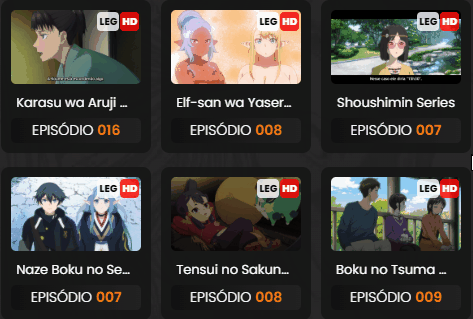 LEG HD
LEG HD
LEG HD
Karasu wa Aruji ...
Elf-san wa Yaser...
Shoushimin Series
EPISÓDIO 016
EPISÓDIO 008
EPISÓDIO 007
LEG HD
LEG HD
LEG HD
Naze Boku no Se...
Tensui no Sakun...
Boku no Tsuma ...
EPISÓDIO 007
EPISÓDIO 008
EPISÓDIO 009